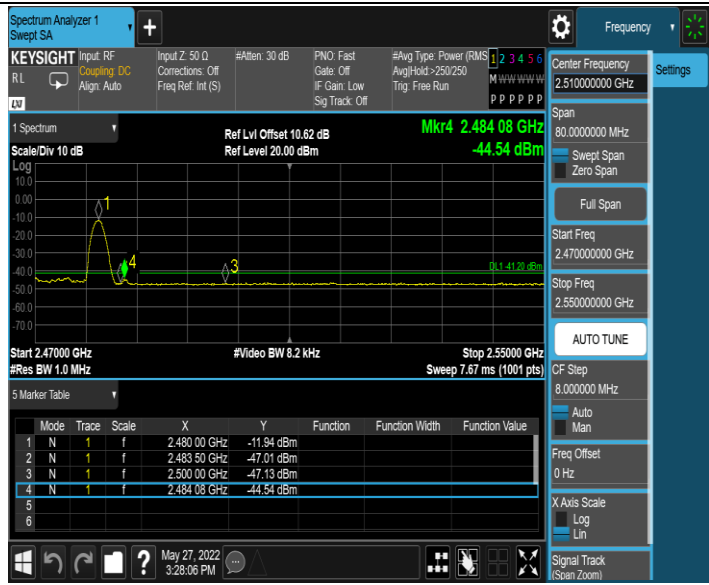 Spectrum Analyzer 1
Swept SA
+
Frequency
KEYSIGHT
RL
LXI
Input: RF
Coupling: DC
Align: Auto
Input Z: 50 Ω
Corrections: Off
Freq Ref: Int (S)
#Atten: 30 dB
PNO: Fast
Gate: Off
IF Gain: Low
Sig Track: Off
#Avg Type: Power (RMS
Avg|Hold:>250/250
Trig: Free Run
1 2 3 4 5 6
M W W W W W
P P P P P P
Center Frequency
2.510000000 GHz
Settings
Span
80.0000000 MHz
Swept Span
Zero Span
Full Span
Start Freq
2.470000000 GHz
Stop Freq
2.550000000 GHz
AUTO TUNE
CF Step
8.000000 MHz
Auto
Man
Freq Offset
0 Hz
X Axis Scale
Log
Lin
Signal Track
(Span Zoom)
1 Spectrum
Scale/Div 10 dB
Ref Lvl Offset 10.62 dB
Ref Level 20.00 dBm
Mkr4 2.484 08 GHz
-44.54 dBm
Log
10.0
0.00
-10.0
-20.0
-30.0
-40.0
-50.0
-60.0
-70.0
1
4
3
DL1 -41.20 dBm
Start 2.47000 GHz
#Res BW 1.0 MHz
#Video BW 8.2 kHz
Stop 2.55000 GHz
Sweep 7.67 ms (1001 pts)
5 Marker Table
Mode Trace Scale X Y Function Function Width Function Value
1 N 1 f 2.480 00 GHz -11.94 dBm
2 N 1 f 2.483 50 GHz -47.01 dBm
3 N 1 f 2.500 00 GHz -47.13 dBm
4 N 1 f 2.484 08 GHz -44.54 dBm
5
6
?
May 27, 2022
3:28:06 PM